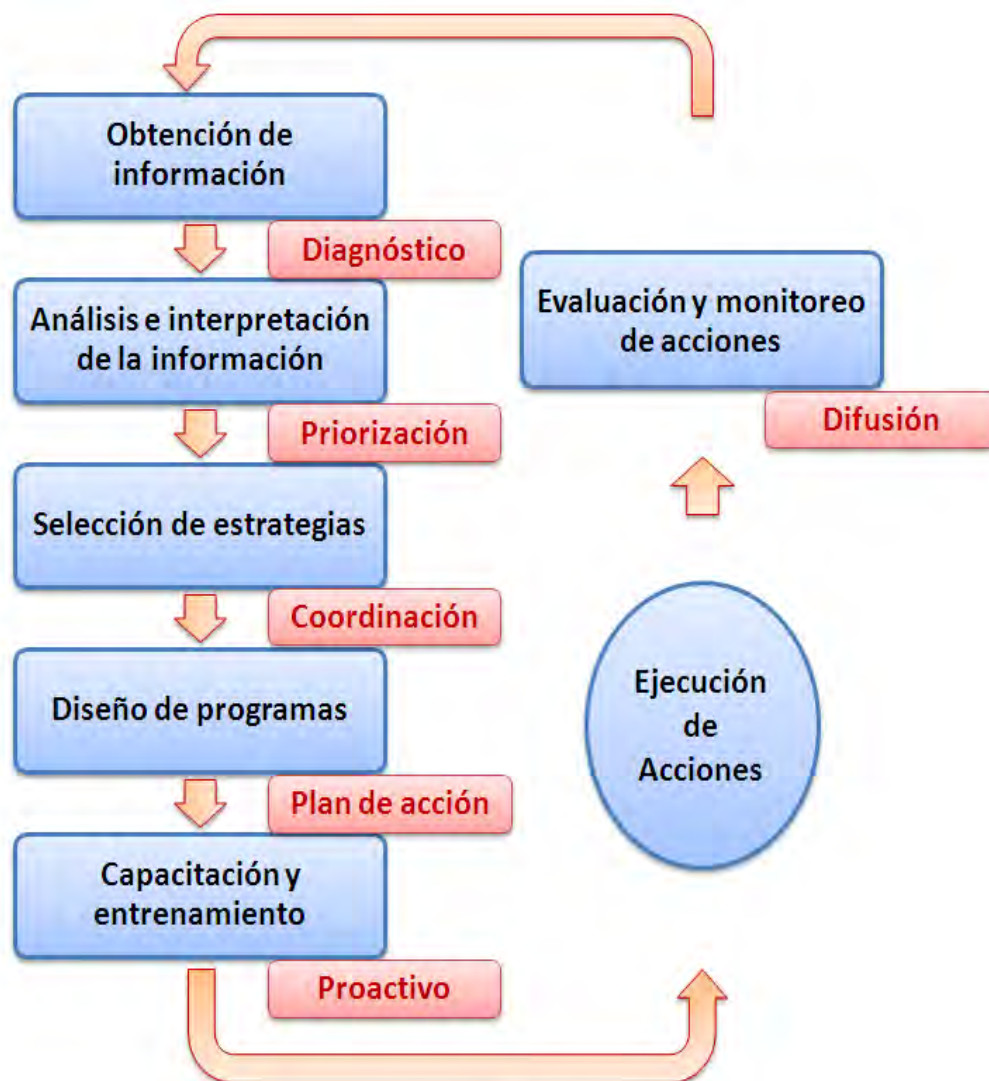 Obtención de
información
Diagnóstico
Análisis e interpretación
de la información
Priorización
Selección de estrategias
Coordinación
Diseño de programas
Plan de acción
Capacitación y
entrenamiento
Proactivo
Ejecución
de
Acciones
Evaluación y monitoreo
de acciones
Difusión